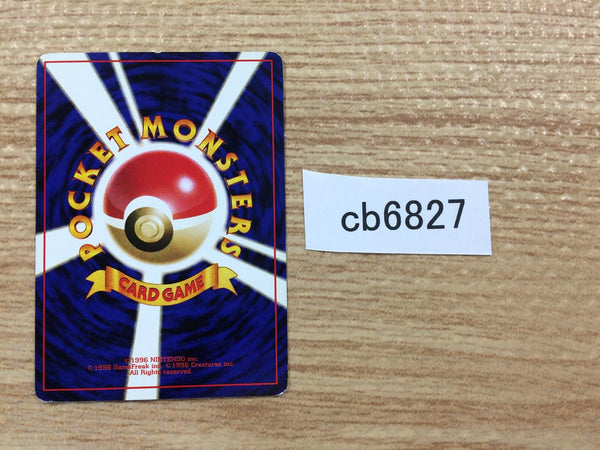 POCKET MONSTERS
CARD GAME
©1996 NINTENDO inc.
©1996 GameFreak inc. ©1996 Creatures inc.
All Rights reserved.
cb6827